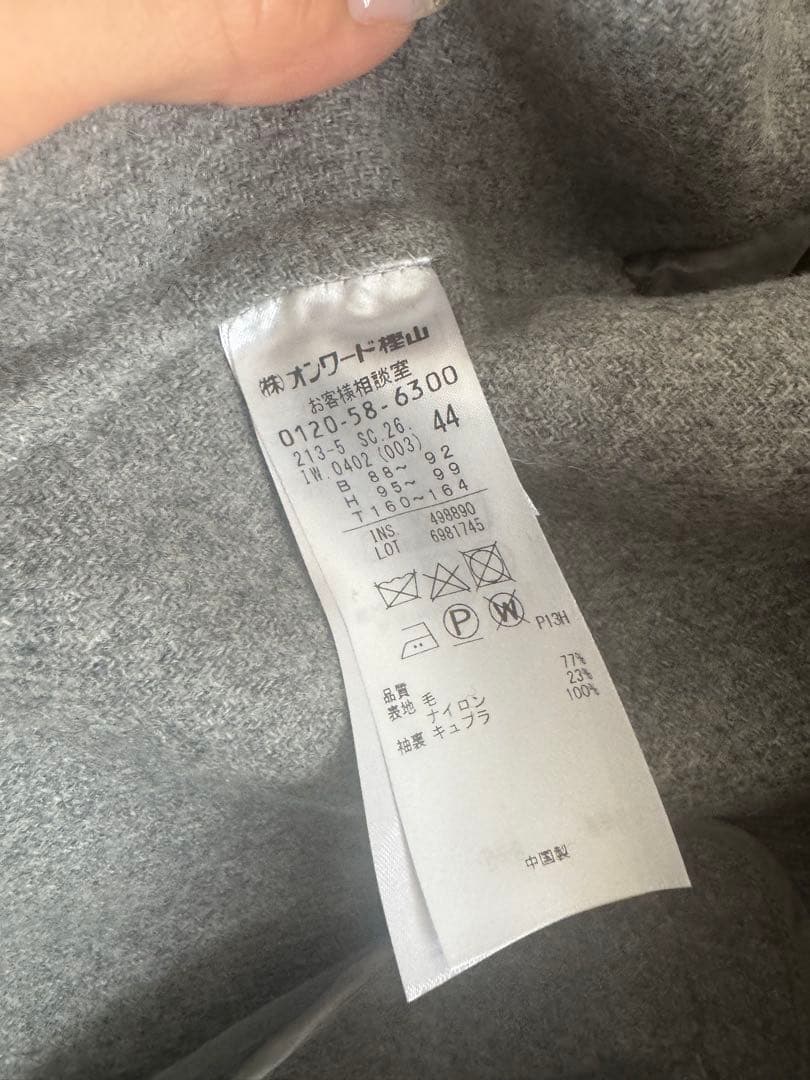 (株)オンワード樫山
お客様相談室
0120-58-6300
213-5 SC.26. 44
IW.0402(003)
B 88~ 92
H 95~ 99
T160~164
INS. 498890
LOT 6981745
P W P13H
品質
表地 毛 77%
ナイロン 23%
袖裏 キュプラ 100%
中国製